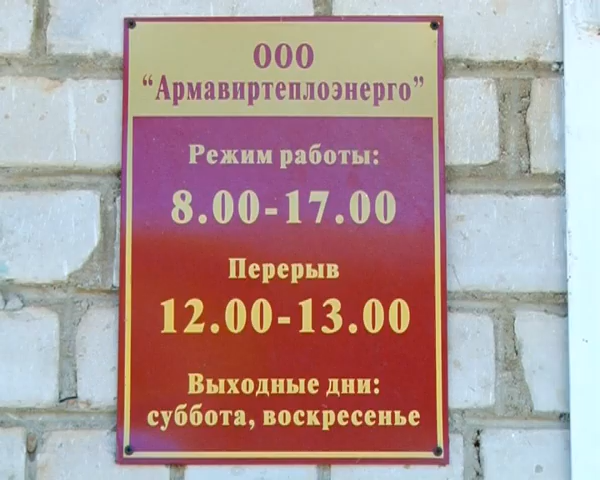 ООО
“Армавиртеплоэнерго”
Режим работы:
8.00-17.00
Перерыв
12.00-13.00
Выходные дни:
суббота, воскресенье